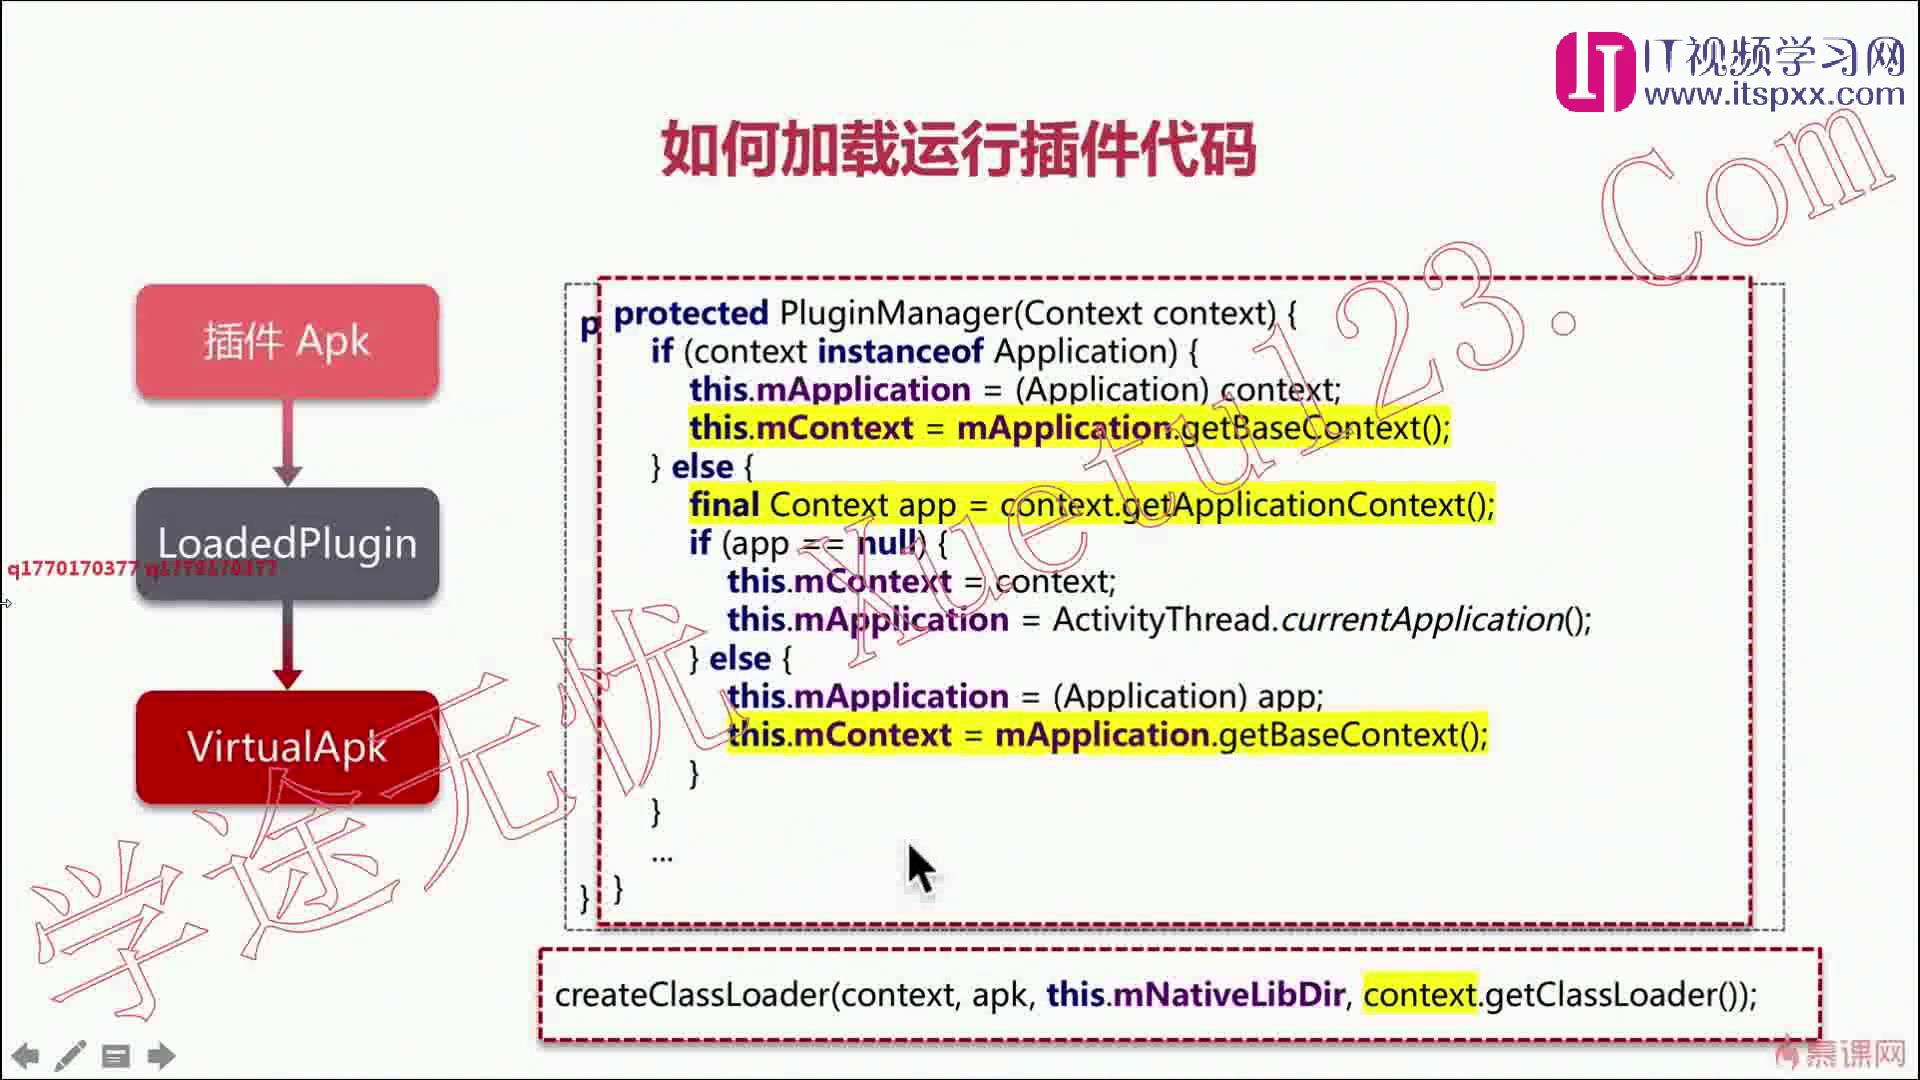 IT视频学习网
www.itspxx.com
如何加载运行插件代码
插件 Apk
LoadedPlugin
VirtualApk
q1770170377 q1770170377
p
protected PluginManager(Context context) {
if (context instanceof Application) {
this.mApplication = (Application) context;
this.mContext = mApplication.getBaseContext();
} else {
final Context app = context.getApplicationContext();
if (app == null) {
this.mContext = context;
this.mApplication = ActivityThread.currentApplication();
} else {
this.mApplication = (Application) app;
this.mContext = mApplication.getBaseContext();
}
}
...
}
}
createClassLoader(context, apk, this.mNativeLibDir, context.getClassLoader());
学途无忧 Xuetu123.Com
慕课网